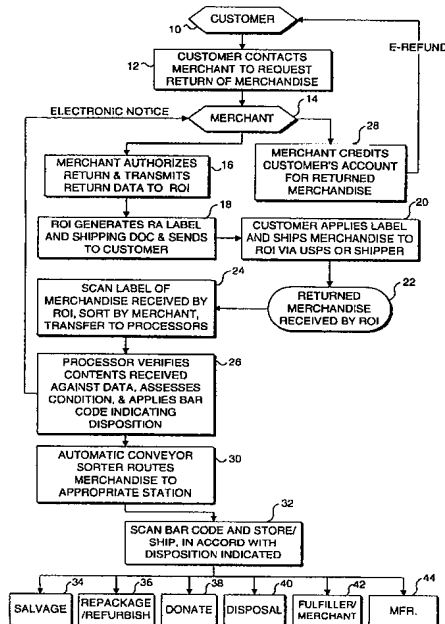 CUSTOMER
10
E-REFUND
12
CUSTOMER CONTACTS
MERCHANT TO REQUEST
RETURN OF MERCHANDISE
ELECTRONIC NOTICE
14
MERCHANT
28
MERCHANT CREDITS
CUSTOMER'S ACCOUNT
FOR RETURNED
MERCHANDISE
MERCHANT AUTHORIZES
RETURN & TRANSMITS
RETURN DATA TO ROI
16
18
ROI GENERATES RA LABEL
AND SHIPPING DOC & SENDS
TO CUSTOMER
20
CUSTOMER APPLIES LABEL
AND SHIPS MERCHANDISE TO
ROI VIA USPS OR SHIPPER
22
RETURNED
MERCHANDISE
RECEIVED BY ROI
24
SCAN LABEL OF
MERCHANDISE RECEIVED BY
ROI, SORT BY MERCHANT,
TRANSFER TO PROCESSORS
26
PROCESSOR VERIFIES
CONTENTS RECEIVED
AGAINST DATA, ASSESSES
CONDITION, & APPLIES BAR
CODE INDICATING
DISPOSITION
30
AUTOMATIC CONVEYOR
SORTER ROUTES
MERCHANDISE TO
APPROPRIATE STATION
32
SCAN BAR CODE AND STORE/
SHIP, IN ACCORD WITH
DISPOSITION INDICATED
34
SALVAGE
36
REPACKAGE
/REFURBISH
38
DONATE
40
DISPOSAL
42
FULFILLER/
MERCHANT
44
MFR.